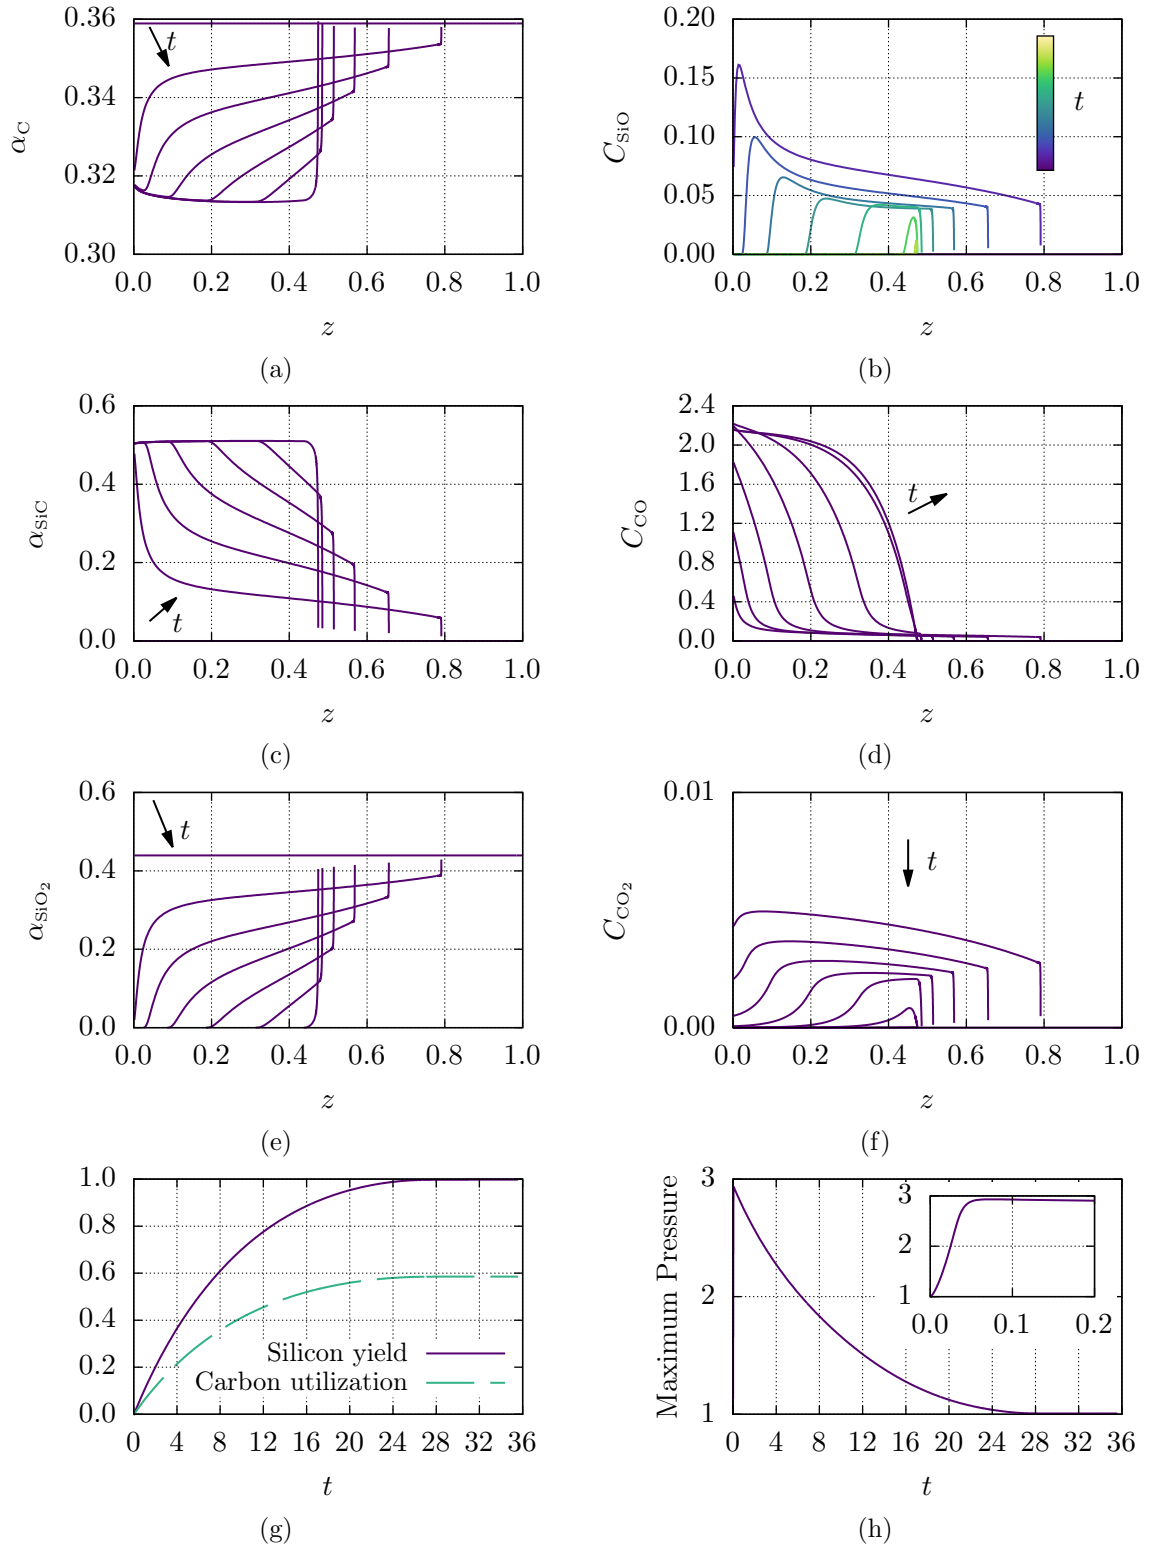 0.36
0.34
0.32
0.30
α_C
t
0.0 0.2 0.4 0.6 0.8 1.0
z
(a)
0.20
0.15
0.10
0.05
0.00
C_SiO
t
0.0 0.2 0.4 0.6 0.8 1.0
z
(b)
0.6
0.4
0.2
0.0
α_SiC
t
0.0 0.2 0.4 0.6 0.8 1.0
z
(c)
2.4
2.0
1.6
1.2
0.8
0.4
0.0
C_CO
t
0.0 0.2 0.4 0.6 0.8 1.0
z
(d)
0.6
0.4
0.2
0.0
α_SiO₂
t
0.0 0.2 0.4 0.6 0.8 1.0
z
(e)
0.01
0.00
C_CO₂
t
0.0 0.2 0.4 0.6 0.8 1.0
z
(f)
1.0
0.8
0.6
0.4
0.2
0.0
Silicon yield
Carbon utilization
0 4 8 12 16 20 24 28 32 36
t
(g)
3
2
1
Maximum Pressure
3
2
1
0.0 0.1 0.2
0 4 8 12 16 20 24 28 32 36
t
(h)